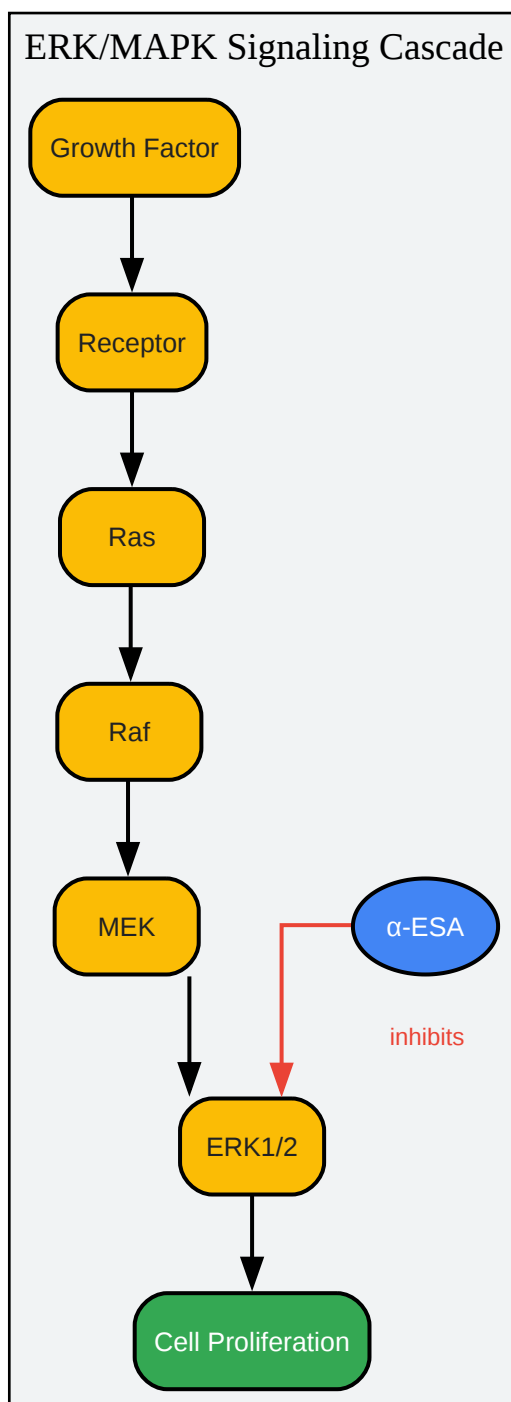 ERK/MAPK Signaling Cascade
Growth Factor
Receptor
Ras
Raf
MEK
α-ESA
inhibits
ERK1/2
Cell Proliferation